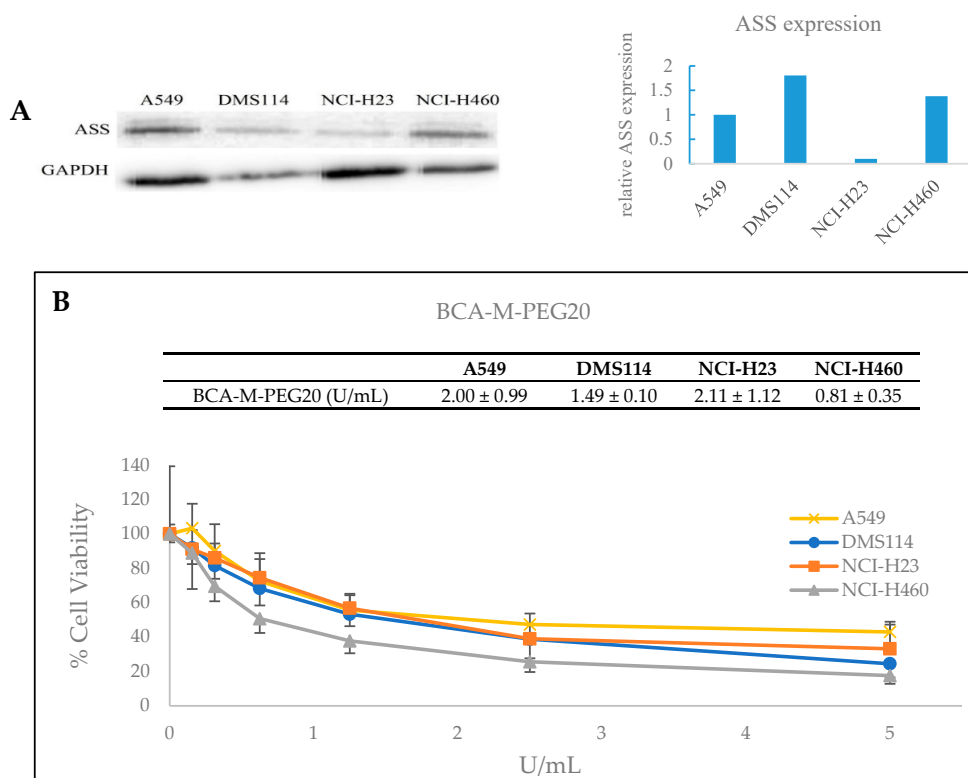 A
A549 DMS114 NCI-H23 NCI-H460
ASS
GAPDH
ASS expression
relative ASS expression
2
1.5
1
0.5
0
A549 DMS114 NCI-H23 NCI-H460
B
BCA-M-PEG20
A549 DMS114 NCI-H23 NCI-H460
BCA-M-PEG20 (U/mL) 2.00 ± 0.99 1.49 ± 0.10 2.11 ± 1.12 0.81 ± 0.35
% Cell Viability
140
120
100
80
60
40
20
0
A549
DMS114
NCI-H23
NCI-H460
0 1 2 3 4 5
U/mL